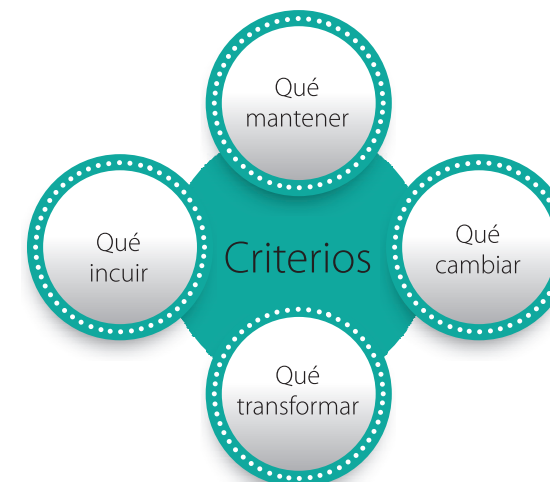 Qué
mantener
Qué
incuir
Criterios
Qué
cambiar
Qué
transformar